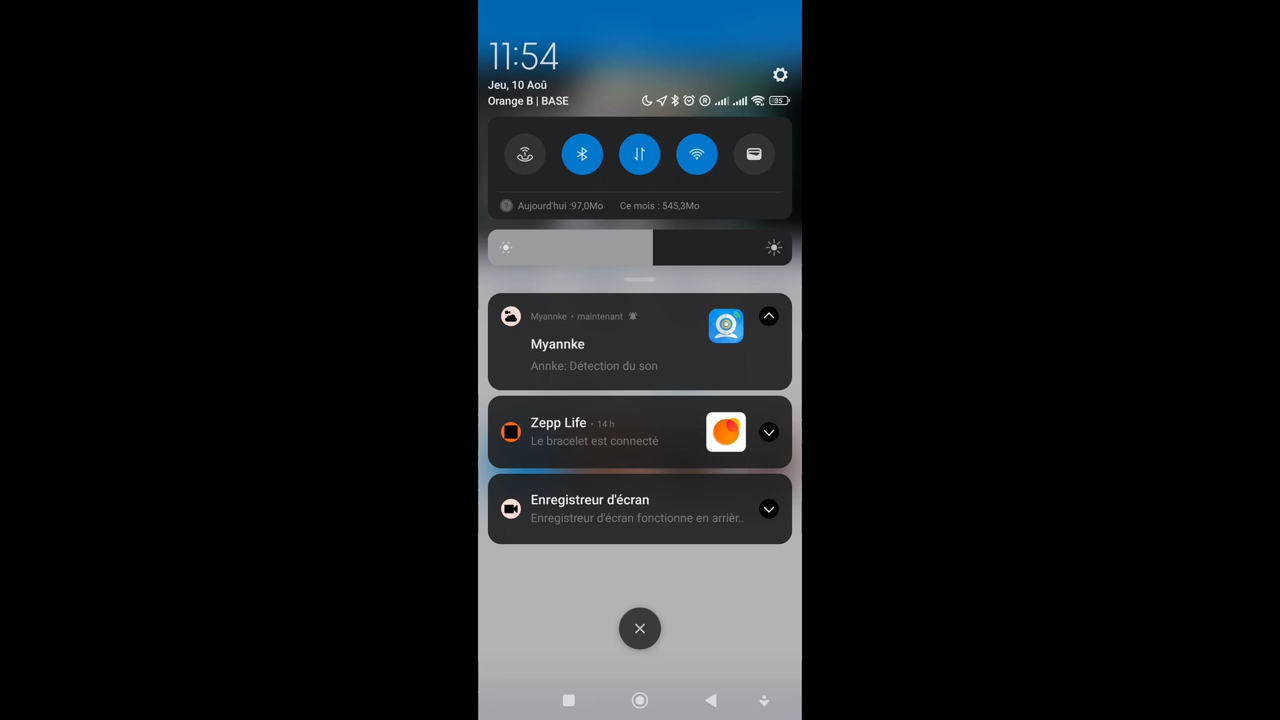 11:54
Jeu, 10 Aoû
Orange B | BASE
35
Aujourd'hui :97,0Mo Ce mois : 545,3Mo
Myannke • maintenant
Myannke
Annke: Détection du son
Zepp Life • 14 h
Le bracelet est connecté
Enregistreur d'écran
Enregistreur d'écran fonctionne en arrièr..